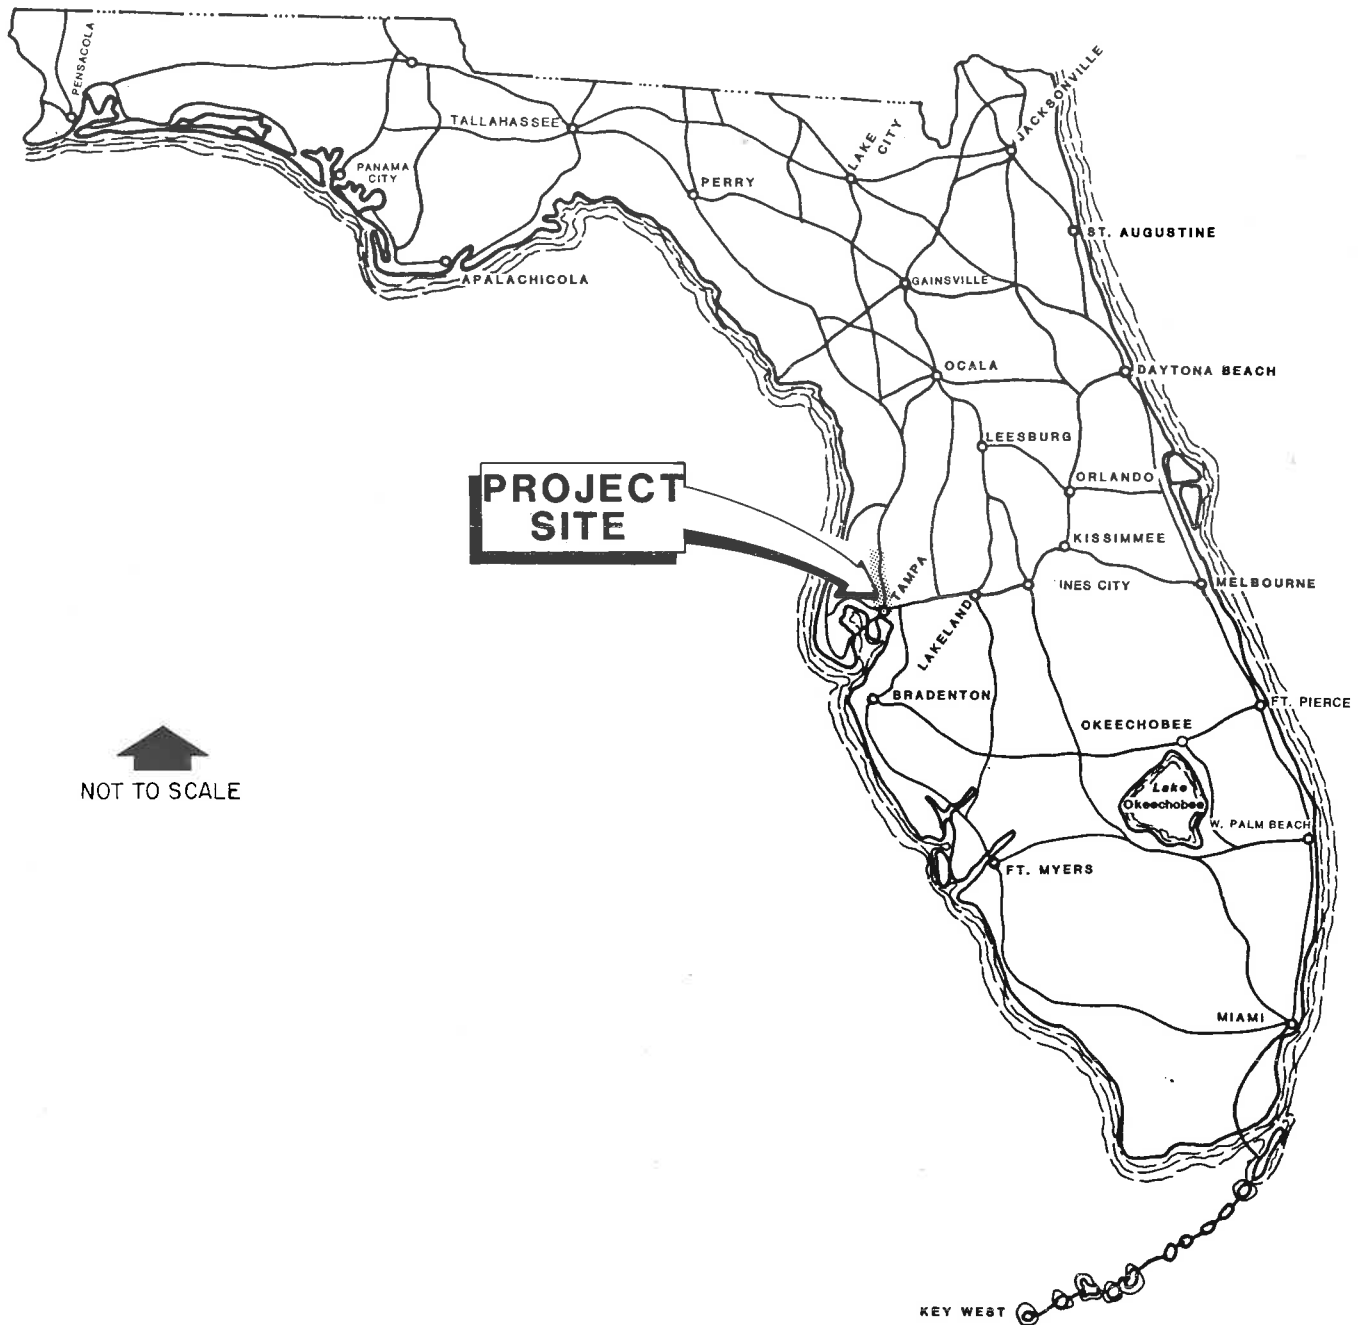 PENSACOLA
JACKSONVILLE
TALLAHASSEE
LAKE
CITY
PANAMA
CITY
PERRY
ST. AUGUSTINE
APALACHICOLA
GAINSVILLE
OCALA
DAYTONA BEACH
LEESBURG
PROJECT
SITE
ORLANDO
KISSIMMEE
TAMPA
INES CITY
MELBOURNE
LAKELAND
BRADENTON
FT. PIERCE
OKEECHOBEE
NOT TO SCALE
Lake
Okeechobee
W. PALM BEACH
FT. MYERS
MIAMI
KEY WEST